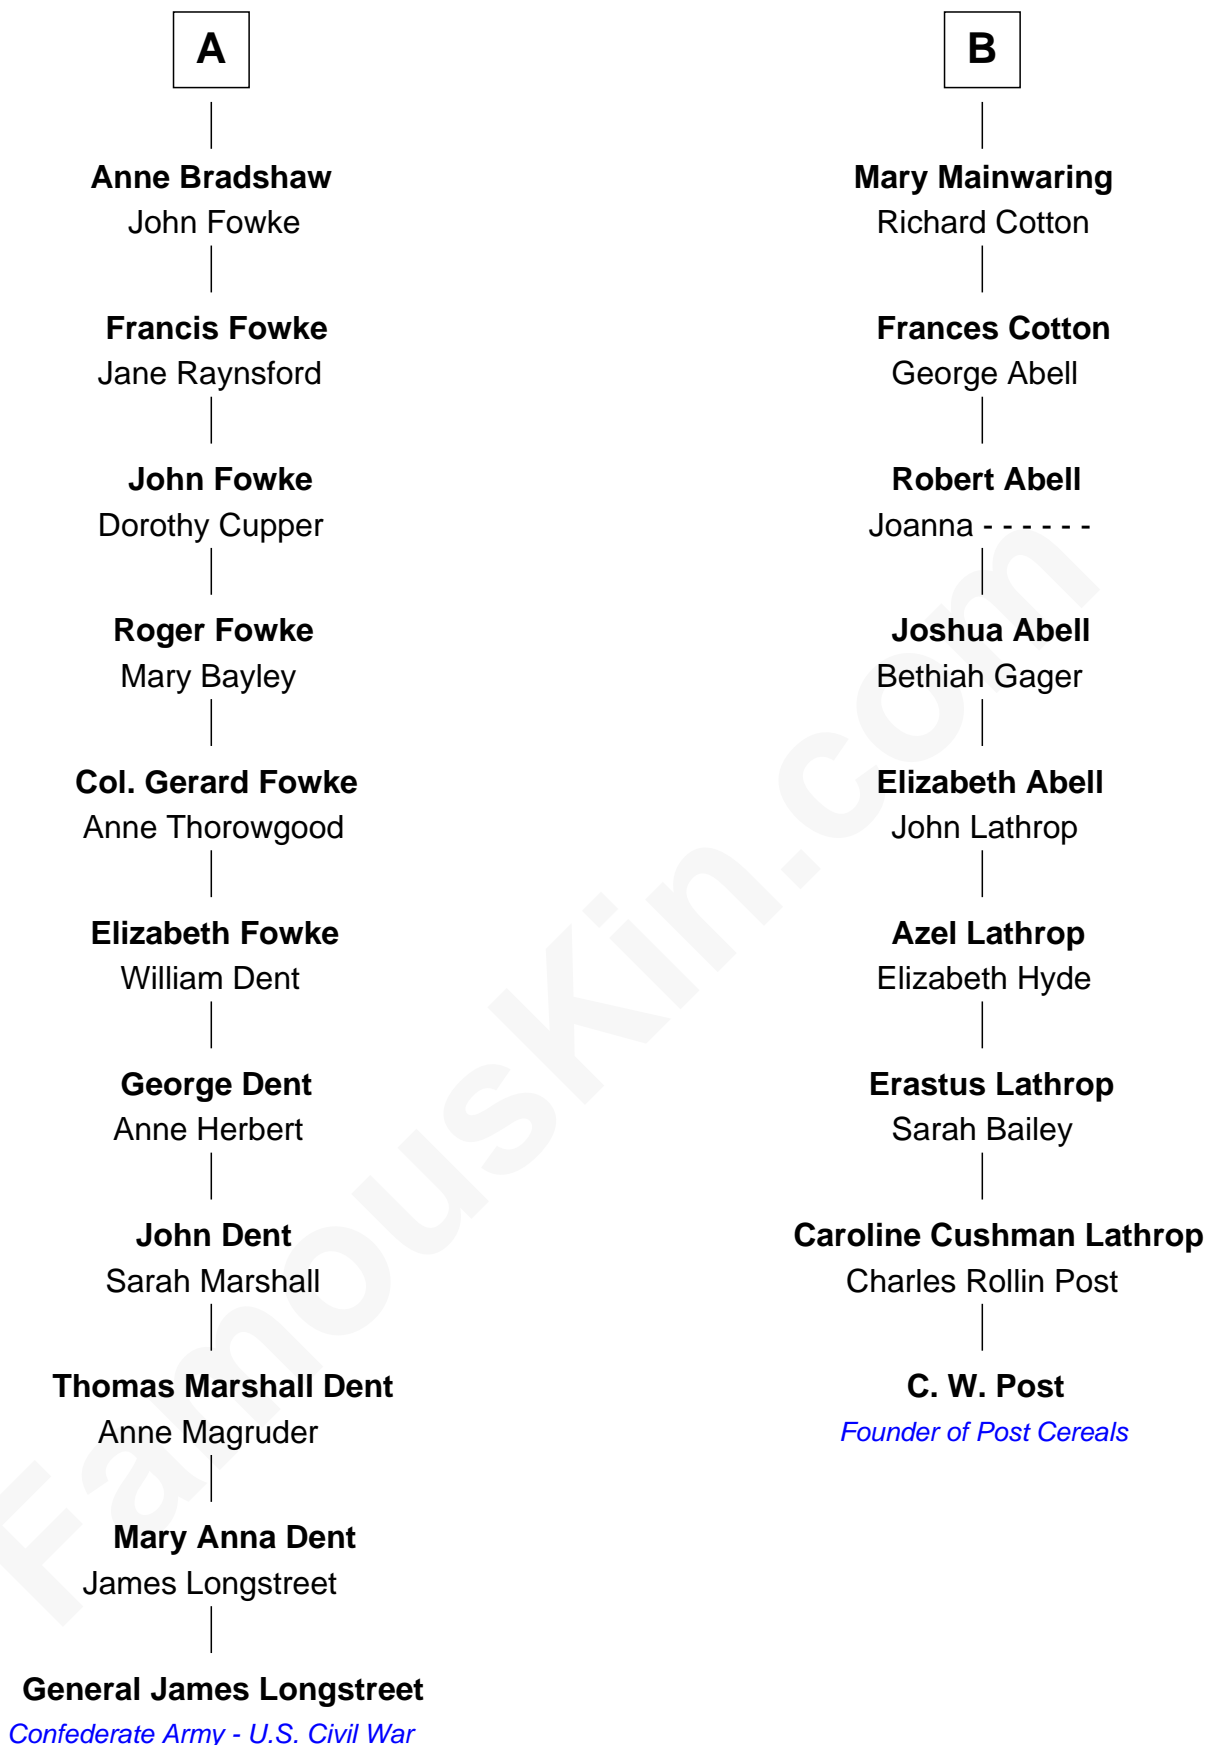 A
Anne Bradshaw
John Fowke
Francis Fowke
Jane Raynsford
John Fowke
Dorothy Cupper
Roger Fowke
Mary Bayley
Col. Gerard Fowke
Anne Thorowgood
Elizabeth Fowke
William Dent
George Dent
Anne Herbert
John Dent
Sarah Marshall
Thomas Marshall Dent
Anne Magruder
Mary Anna Dent
James Longstreet
General James Longstreet
Confederate Army - U.S. Civil War
B
Mary Mainwaring
Richard Cotton
Frances Cotton
George Abell
Robert Abell
Joanna - - - - - -
Joshua Abell
Bethiah Gager
Elizabeth Abell
John Lathrop
Azel Lathrop
Elizabeth Hyde
Erastus Lathrop
Sarah Bailey
Caroline Cushman Lathrop
Charles Rollin Post
C. W. Post
Founder of Post Cereals
FamousKin.com